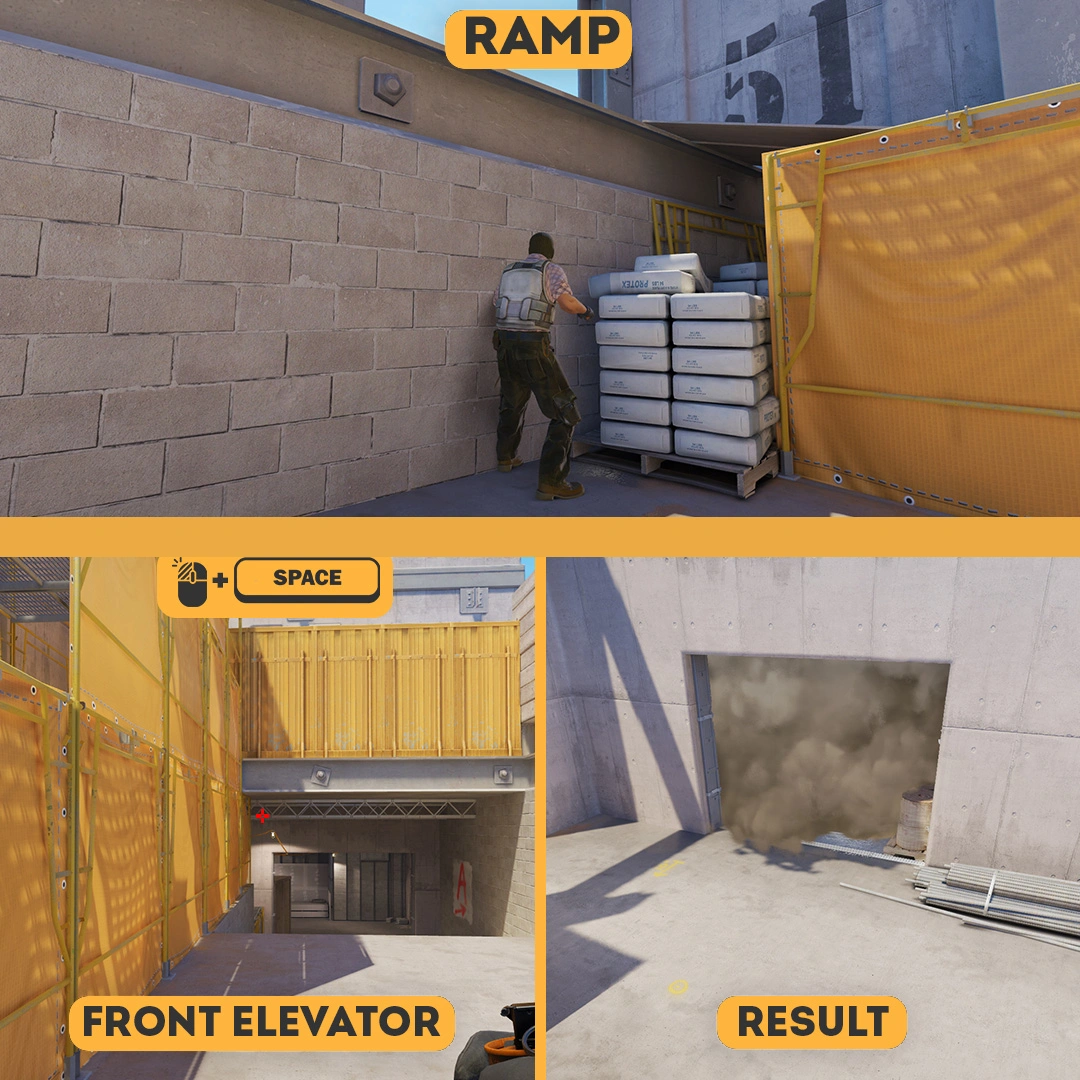 RAMP
51
PROTEX
SPACE
A
FRONT ELEVATOR
RESULT